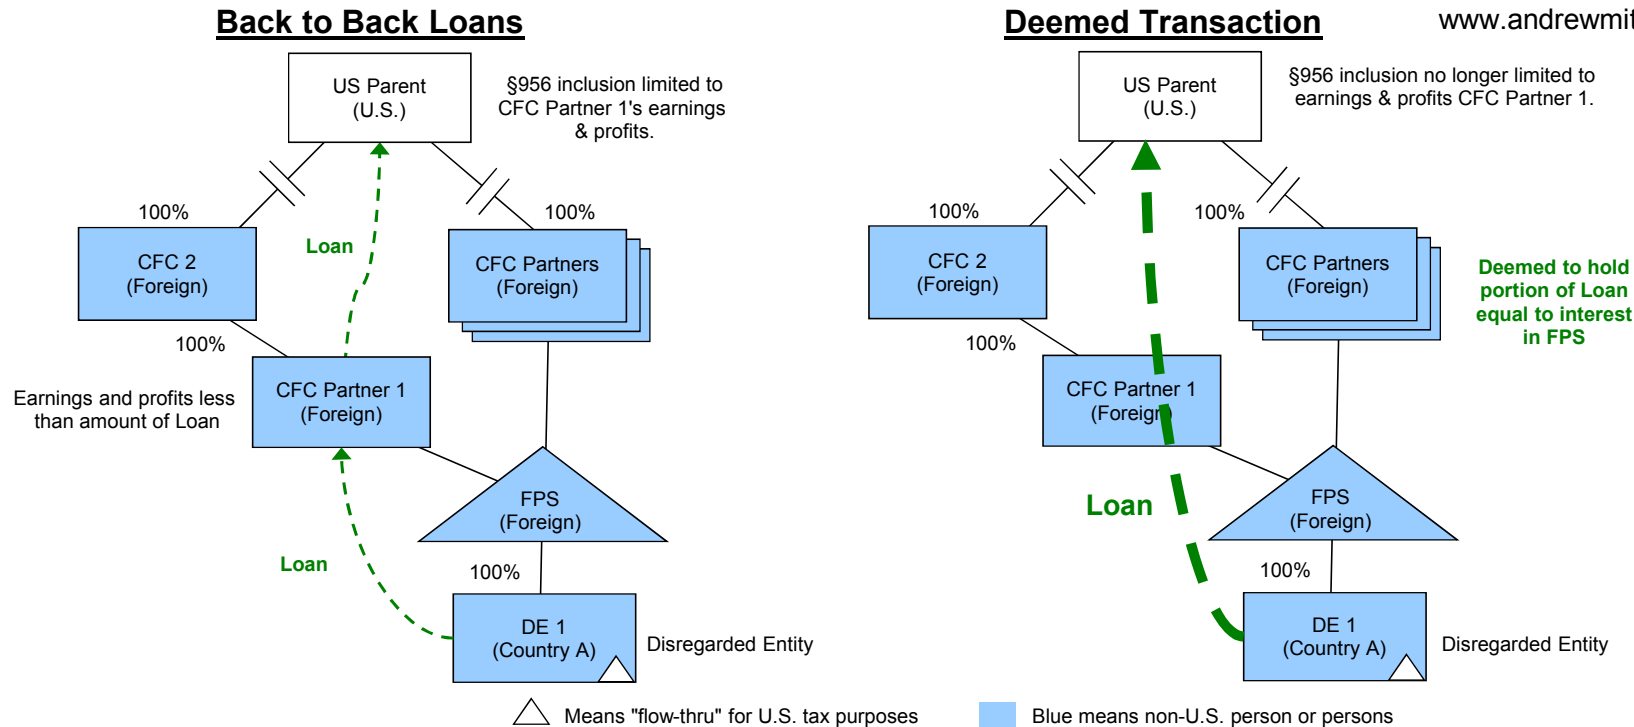 Back to Back Loans
US Parent
(U.S.)
§956 inclusion limited to
CFC Partner 1's earnings
& profits.
100%
100%
Loan
CFC 2
(Foreign)
CFC Partners
(Foreign)
100%
Earnings and profits less
than amount of Loan
CFC Partner 1
(Foreign)
FPS
(Foreign)
Loan
100%
DE 1
(Country A)
Disregarded Entity
Deemed Transaction
www.andrewmit
US Parent
(U.S.)
§956 inclusion no longer limited to
earnings & profits CFC Partner 1.
100%
100%
CFC 2
(Foreign)
CFC Partners
(Foreign)
Deemed to hold
portion of Loan
equal to interest
in FPS
100%
CFC Partner 1
(Foreign)
Loan
FPS
(Foreign)
100%
DE 1
(Country A)
Disregarded Entity
Means "flow-thru" for U.S. tax purposes
Blue means non-U.S. person or persons